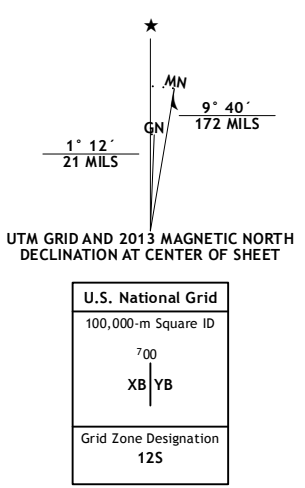 ★
MN
GN
9° 40´
172 MILS
1° 12´
21 MILS
UTM GRID AND 2013 MAGNETIC NORTH
DECLINATION AT CENTER OF SHEET
U.S. National Grid
100,000-m Square ID
⁷00
XB YB
Grid Zone Designation
12S